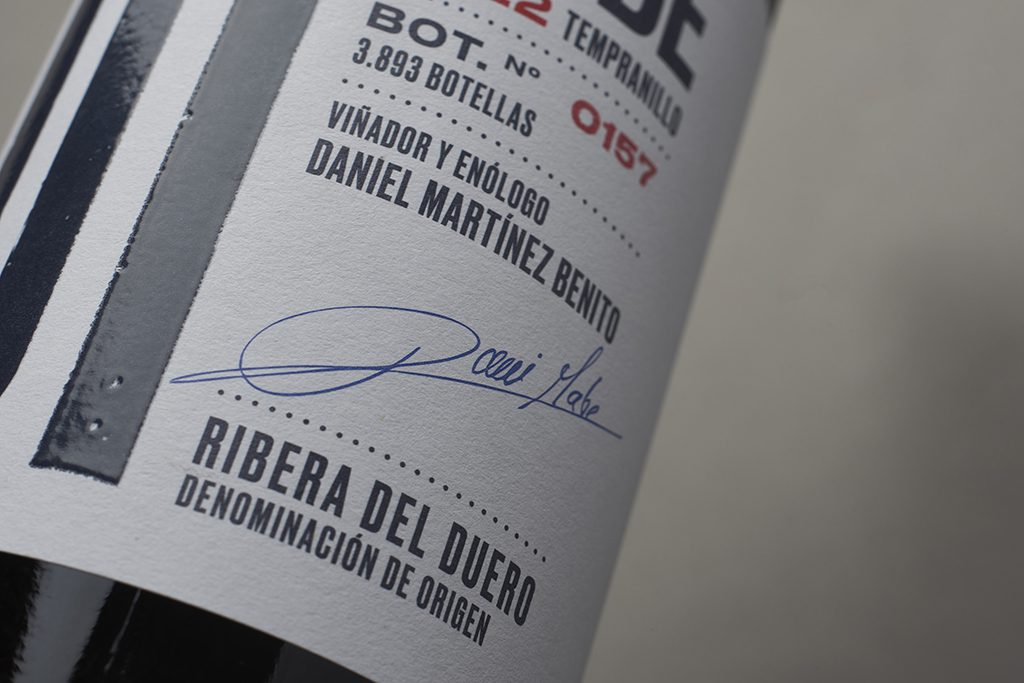 TEMPRANILLO
BOT. Nº
3.893 BOTELLAS
0157
VIÑADOR Y ENÓLOGO
DANIEL MARTÍNEZ BENITO
RIBERA DEL DUERO
DENOMINACIÓN DE ORIGEN